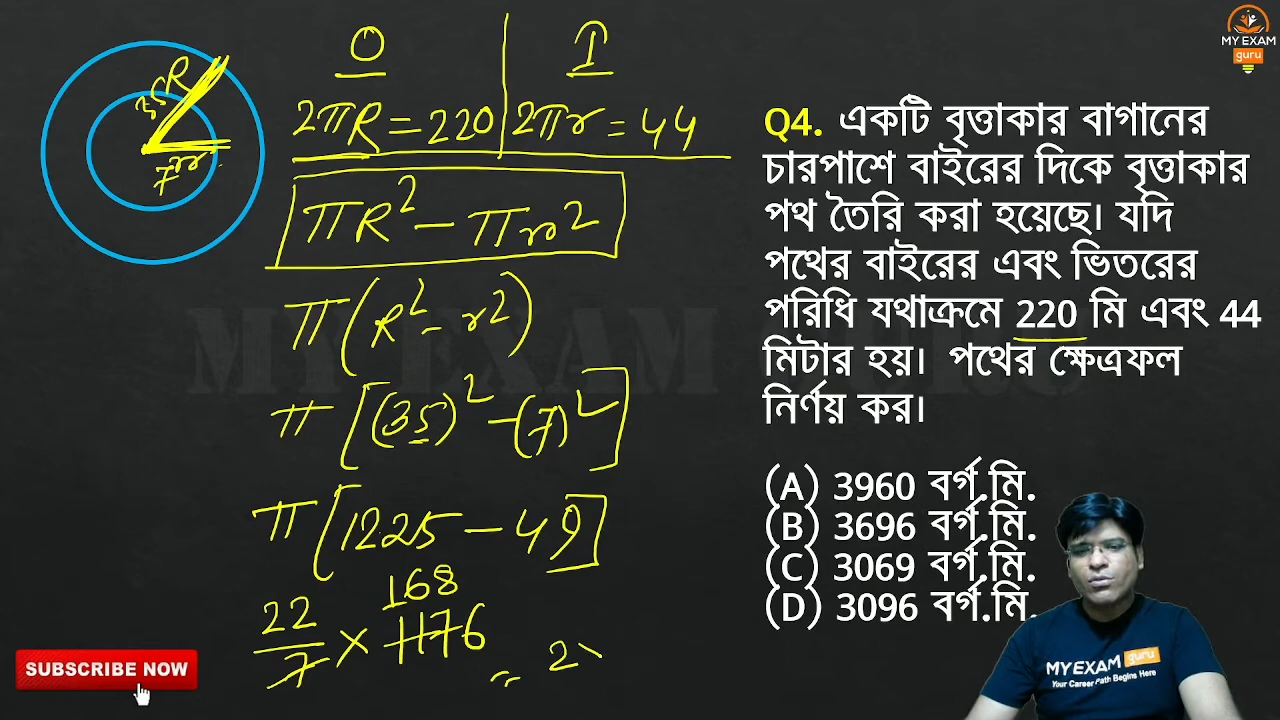 MY EXAM
guru
O
I
2πR = 220
2πr = 44
R
35
r
7
πR² − πr²
π(R² − r²)
π[(35)² − (7)²]
π[1225 − 49]
168
22/7 × 1176
=
Q4. একটি বৃত্তাকার বাগানের
চারপাশে বাইরের দিকে বৃত্তাকার
পথ তৈরি করা হয়েছে। যদি
পথের বাইরের এবং ভিতরের
পরিধি যথাক্রমে 220 মি এবং 44
মিটার হয়। পথের ক্ষেত্রফল
নির্ণয় কর।
(A) 3960 বর্গ.মি.
(B) 3696 বর্গ.মি.
(C) 3069 বর্গ.মি.
(D) 3096 বর্গ.মি.
SUBSCRIBE NOW
MY EXAM guru
Your Career Path Begins Here